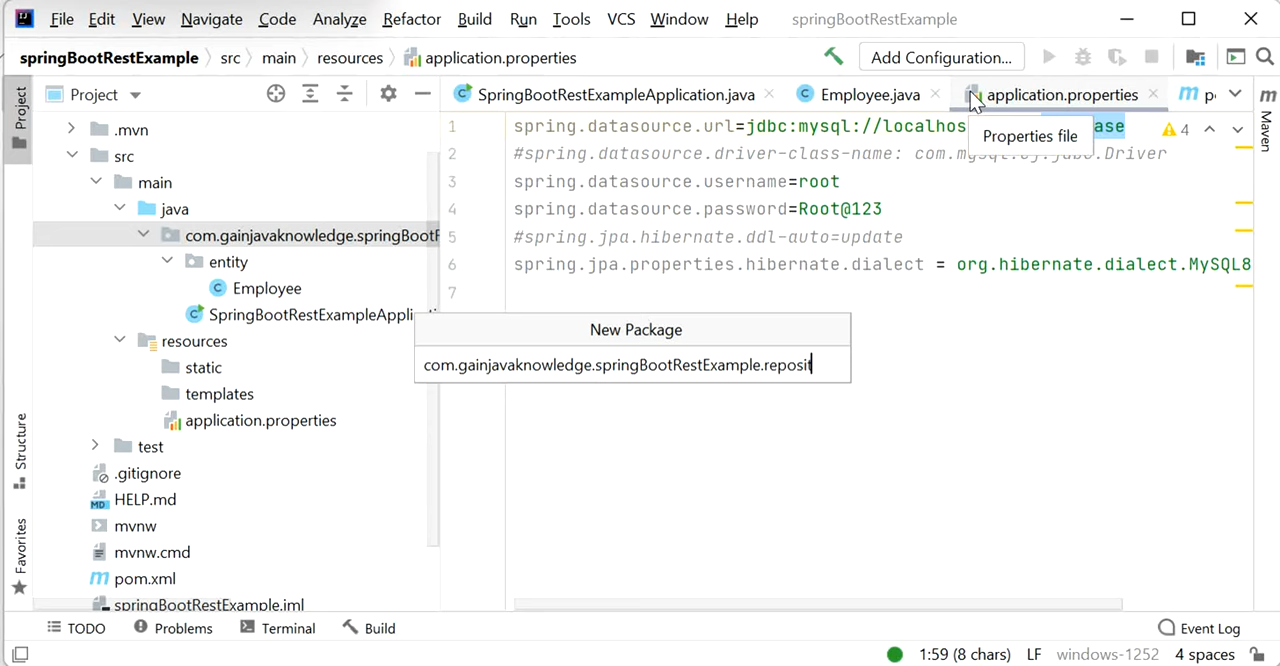 File Edit View Navigate Code Analyze Refactor Build Run Tools VCS Window Help springBootRestExample
springBootRestExample src main resources application.properties Add Configuration...
Project SpringBootRestExampleApplication.java Employee.java application.properties
Properties file
Project
Structure
Favorites
Maven
.mvn
src
main
java
com.gainjavaknowledge.springBootR
entity
Employee
SpringBootRestExampleApplicati
resources
static
templates
application.properties
test
.gitignore
HELP.md
mvnw
mvnw.cmd
pom.xml
springBootRestExample.iml
1 spring.datasource.url=jdbc:mysql://localhos ase 4
2 #spring.datasource.driver-class-name:
3 spring.datasource.username=root
4 spring.datasource.password=Root@123
5 #spring.jpa.hibernate.ddl-auto=update
6 spring.jpa.properties.hibernate.dialect = org.hibernate.dialect.MySQL8
7
New Package
com.gainjavaknowledge.springBootRestExample.reposit
TODO Problems Terminal Build Event Log
1:59 (8 chars) LF windows-1252 4 spaces